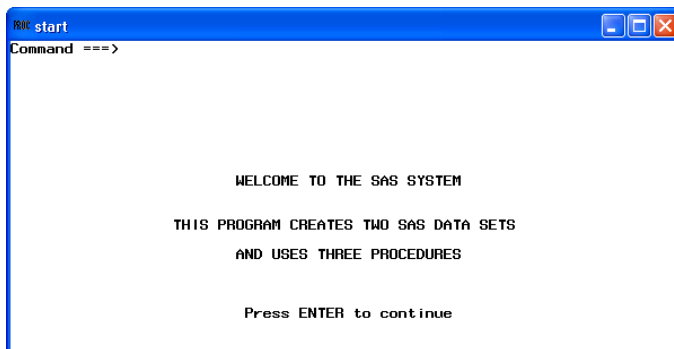 PROC start
Command ===>
WELCOME TO THE SAS SYSTEM
THIS PROGRAM CREATES TWO SAS DATA SETS
AND USES THREE PROCEDURES
Press ENTER to continue